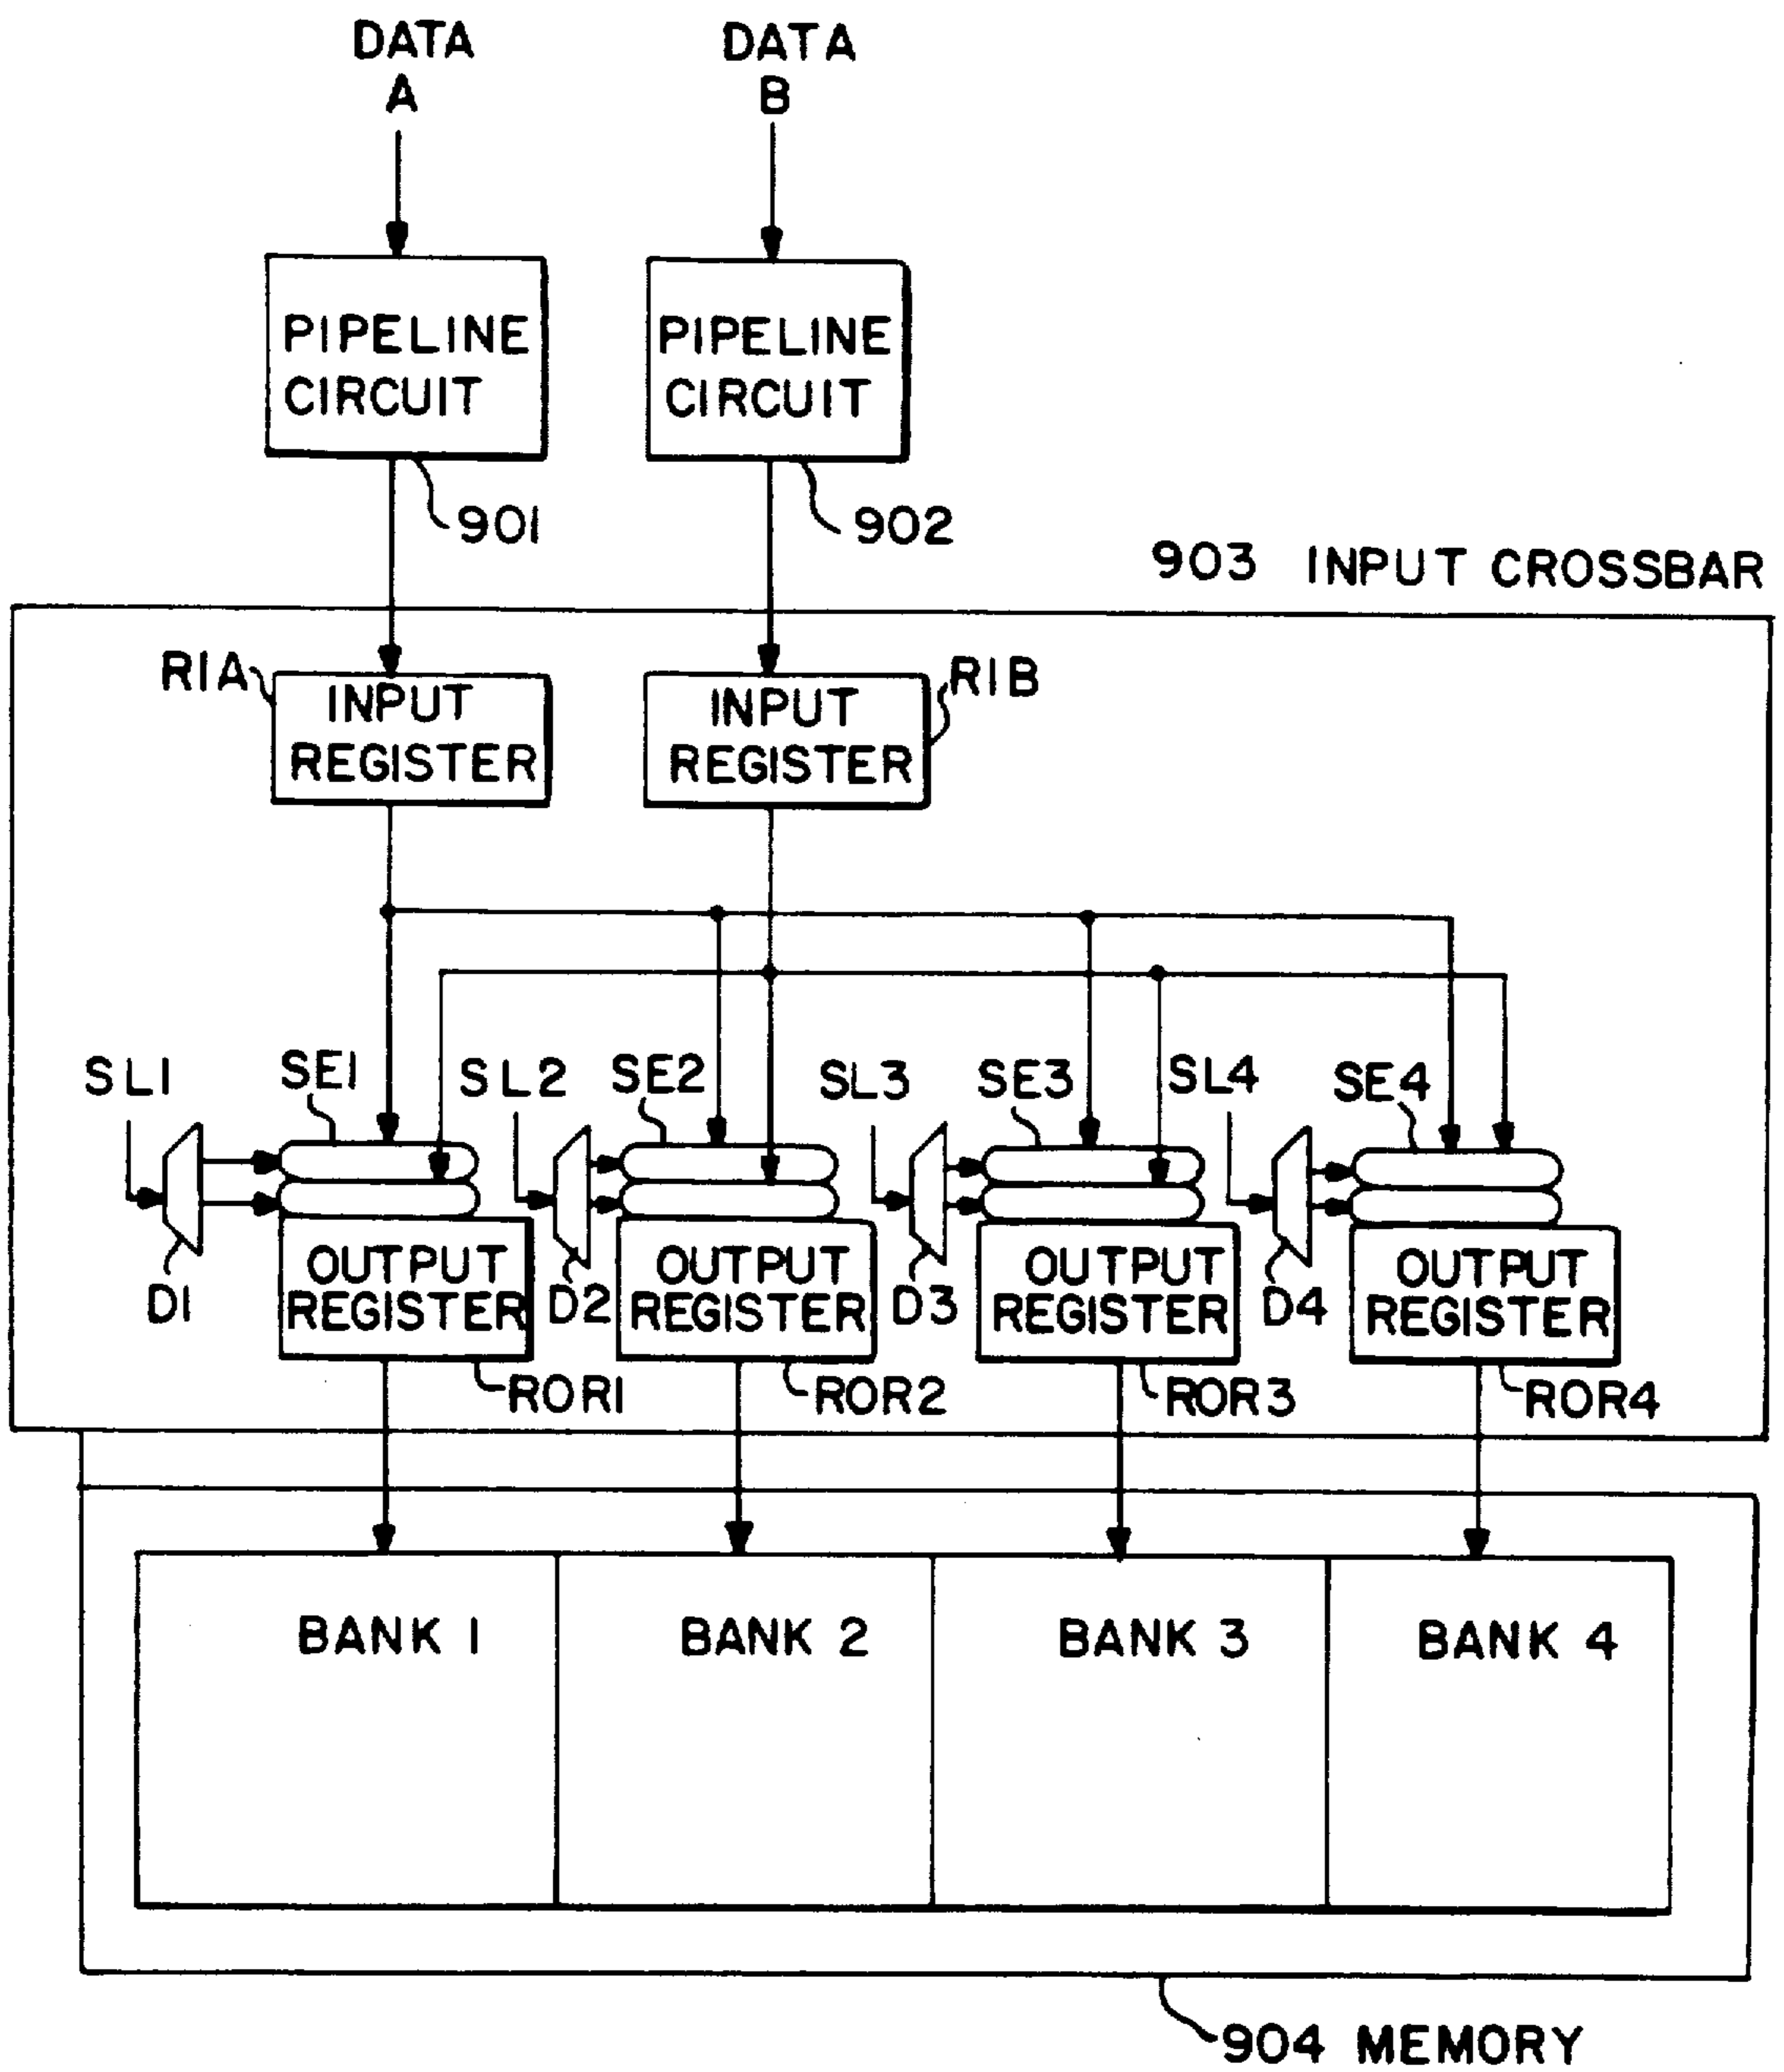 DATA
A
DATA
B
PIPELINE
CIRCUIT
PIPELINE
CIRCUIT
901
902
903 INPUT CROSSBAR
R1A
INPUT
REGISTER
INPUT
REGISTER
R1B
SL1
SE1
SL2
SE2
SL3
SE3
SL4
SE4
D1
OUTPUT
REGISTER
D2
OUTPUT
REGISTER
D3
OUTPUT
REGISTER
D4
OUTPUT
REGISTER
ROR1
ROR2
ROR3
ROR4
BANK 1
BANK 2
BANK 3
BANK 4
904 MEMORY